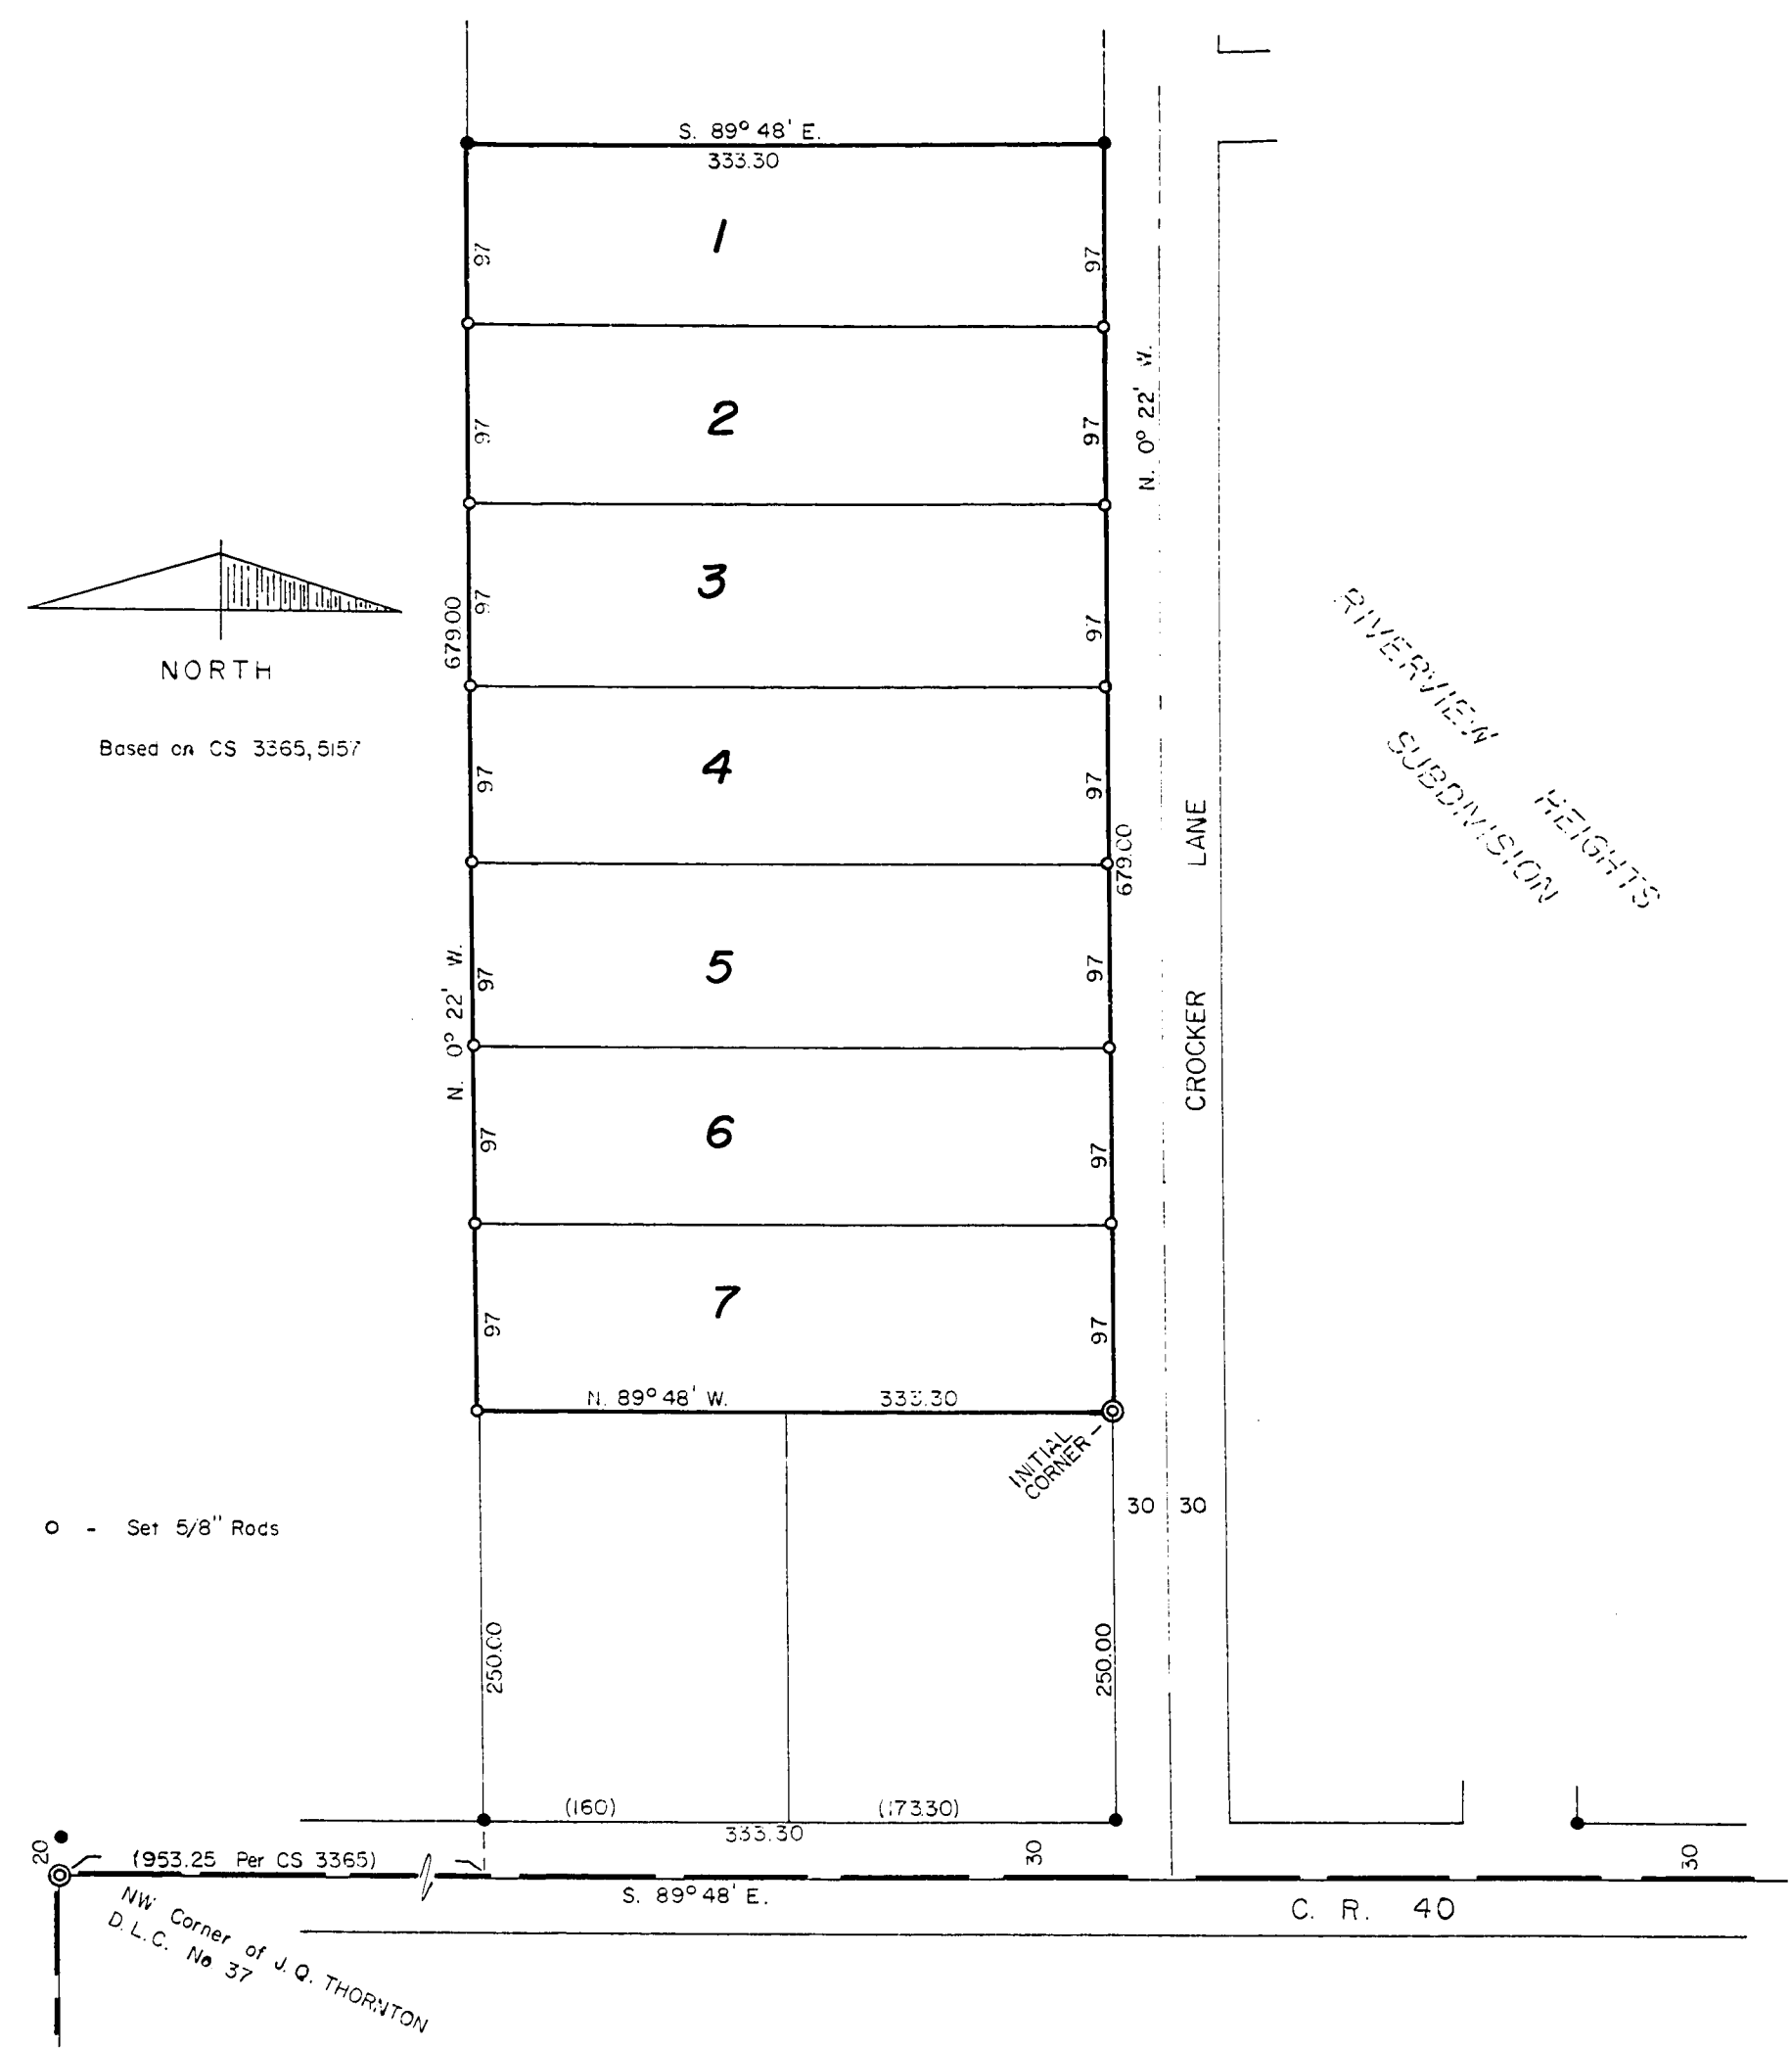 S. 89° 48' E.
333.30
1
97
97
2
97
97
N. 0° 22' W.
3
97
97
679.00
NORTH
Based on CS 3365, 5157
RIVERVIEW HEIGHTS
SUBDIVISION
4
97
97
679.00
CROCKER LANE
5
97
97
N. 0° 22' W.
6
97
97
7
97
97
N. 89° 48' W. 333.30
INITIAL
CORNER
30 30
o - Set 5/8" Rods
250.00
250.00
(160) (173.30)
333.30
20
(953.25 Per CS 3365)
30
30
S. 89° 48' E.
C. R. 40
NW Corner of J. Q. THORNTON
D. L. C. No 37